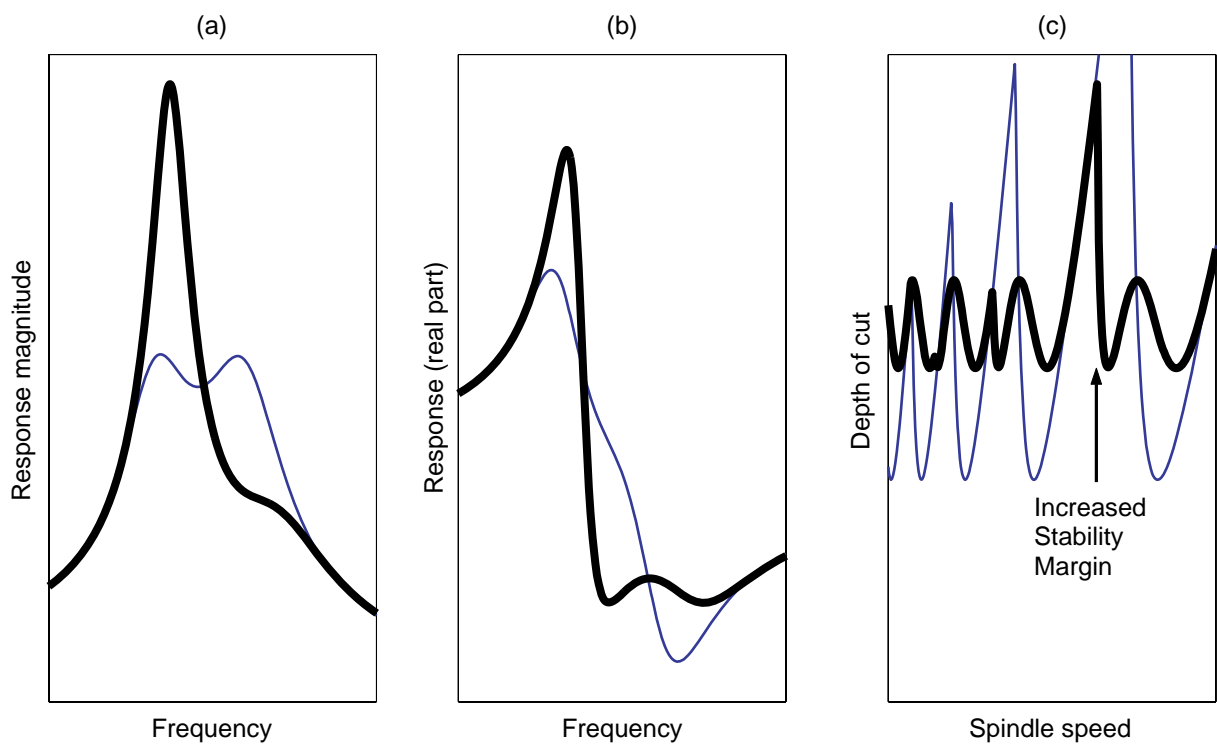 (a)
(b)
(c)
Response magnitude
Frequency
Response (real part)
Frequency
Depth of cut
Increased
Stability
Margin
Spindle speed